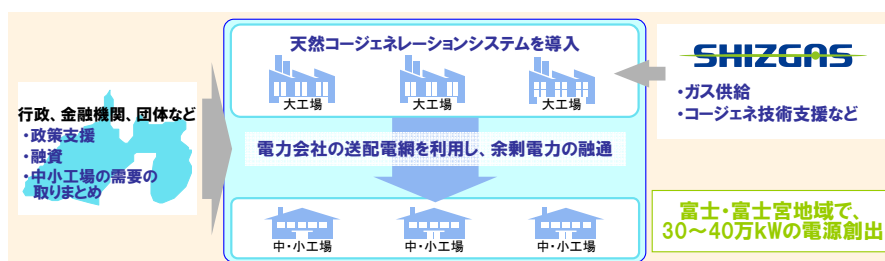 天然コージェネレーションシステムを導入
大工場
大工場
大工場
SHIZGAS
・ガス供給
・コージェネ技術支援など
行政、金融機関、団体など
・政策支援
・融資
・中小工場の需要の
取りまとめ
電力会社の送配電網を利用し、余剰電力の融通
中・小工場
中・小工場
中・小工場
富士・富士宮地域で、
30～40万kWの電源創出